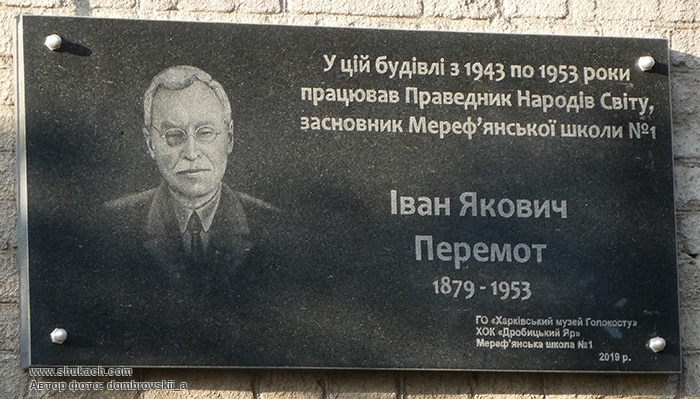 У цій будівлі з 1943 по 1953 роки
працював Праведник Народів Світу,
засновник Мереф'янської школи №1
Іван Якович
Перемот
1879 - 1953
ГО «Харківський музей Голокосту»
ХОК «Дробицький Яр»
Мереф'янська школа №1
2019 р.
www.shukach.com
Автор фото: dombrovskii_a